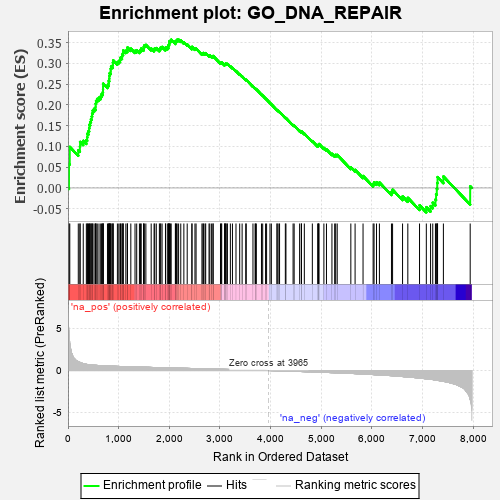 Enrichment plot: GO_DNA_REPAIR
Enrichment score (ES)
0.35
0.30
0.25
0.20
0.15
0.10
0.05
0.00
-0.05
'na_pos' (positively correlated)
Ranked list metric (PreRanked)
5
0
-5
Zero cross at 3965
'na_neg' (negatively correlated)
0
1,000
2,000
3,000
4,000
5,000
6,000
7,000
8,000
Rank in Ordered Dataset
Enrichment profile
Hits
Ranking metric scores